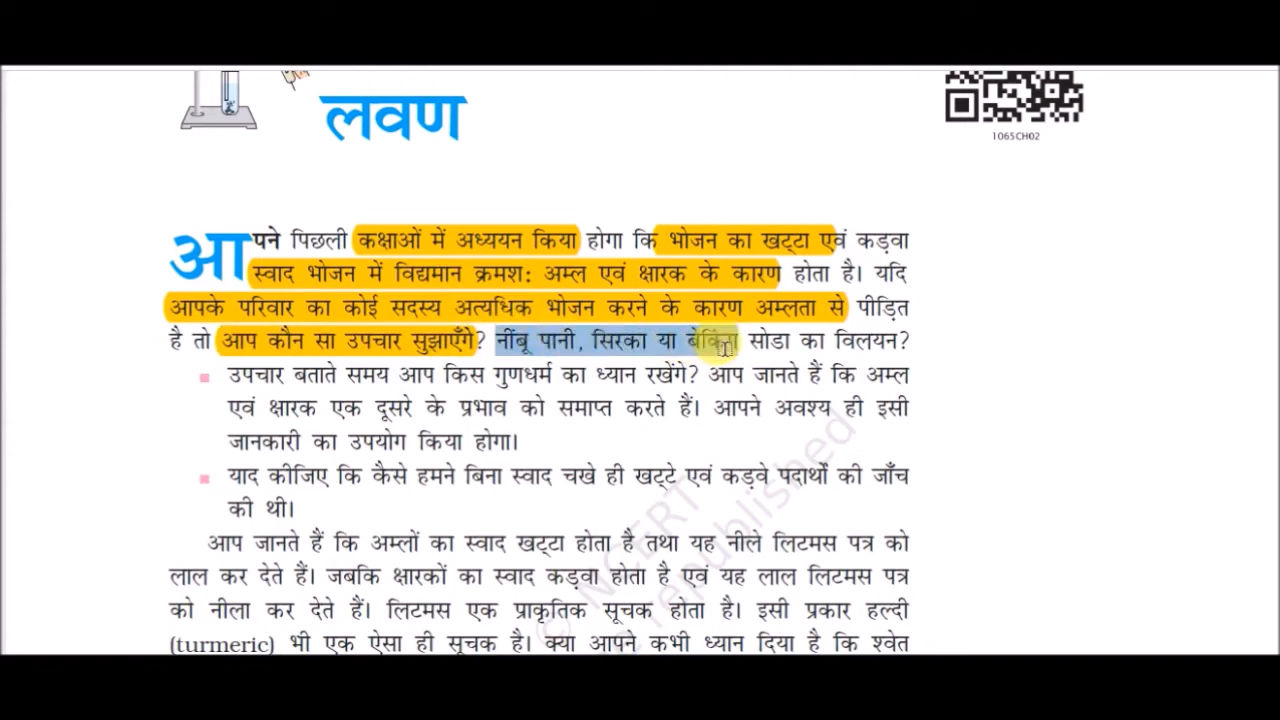 लवण
1065CH02
आपने पिछली कक्षाओं में अध्ययन किया होगा कि भोजन का खट्टा एवं कड़वा
स्वाद भोजन में विद्यमान क्रमश: अम्ल एवं क्षारक के कारण होता है। यदि
आपके परिवार का कोई सदस्य अत्यधिक भोजन करने के कारण अम्लता से पीड़ित
है तो आप कौन सा उपचार सुझाएँगे? नींबू पानी, सिरका या बेकिंग सोडा का विलयन?
उपचार बताते समय आप किस गुणधर्म का ध्यान रखेंगे? आप जानते हैं कि अम्ल
एवं क्षारक एक दूसरे के प्रभाव को समाप्त करते हैं। आपने अवश्य ही इसी
जानकारी का उपयोग किया होगा।
याद कीजिए कि कैसे हमने बिना स्वाद चखे ही खट्टे एवं कड़वे पदार्थों की जाँच
की थी।
आप जानते हैं कि अम्लों का स्वाद खट्टा होता है तथा यह नीले लिटमस पत्र को
लाल कर देते हैं। जबकि क्षारकों का स्वाद कड़वा होता है एवं यह लाल लिटमस पत्र
को नीला कर देते हैं। लिटमस एक प्राकृतिक सूचक होता है। इसी प्रकार हल्दी
(turmeric) भी एक ऐसा ही सूचक है। क्या आपने कभी ध्यान दिया है कि श्वेत
© NCERT
republished